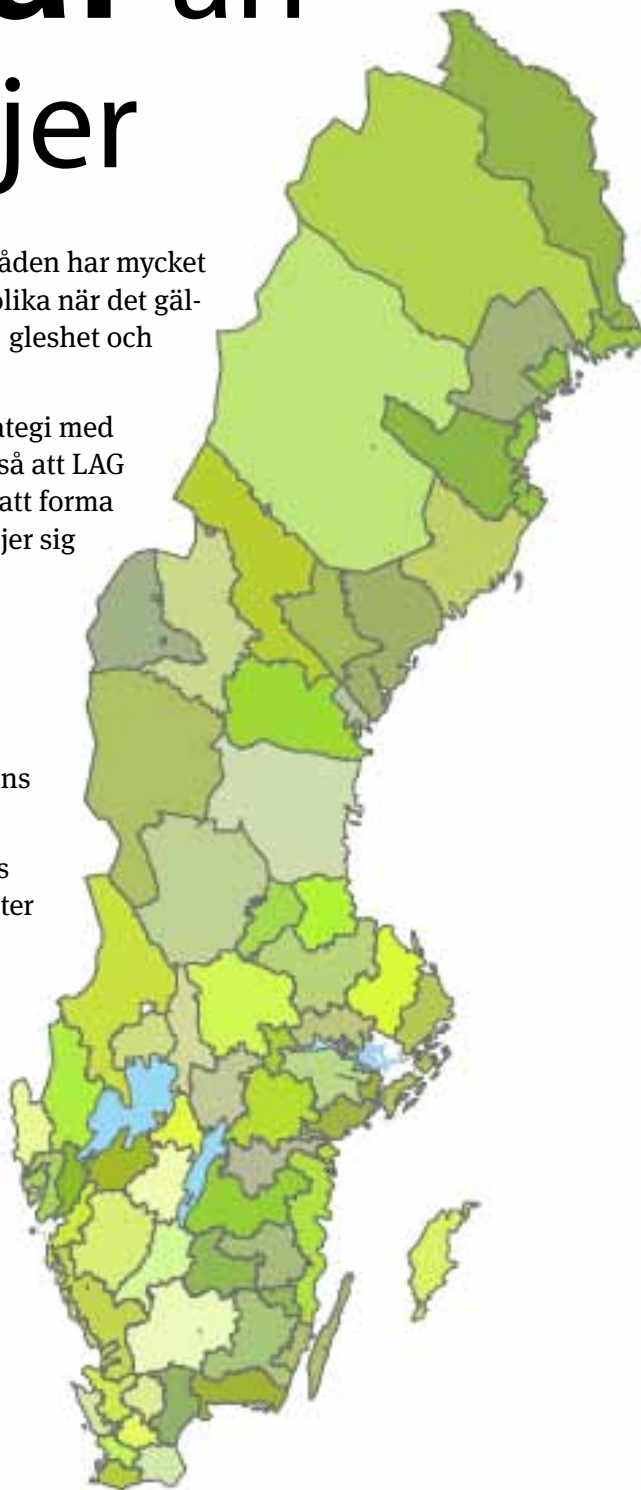 än
jer
åden har mycket
olika när det gäl-
gleshet och
ategi med
så att LAG
att forma
jer sig
ns
s
ter